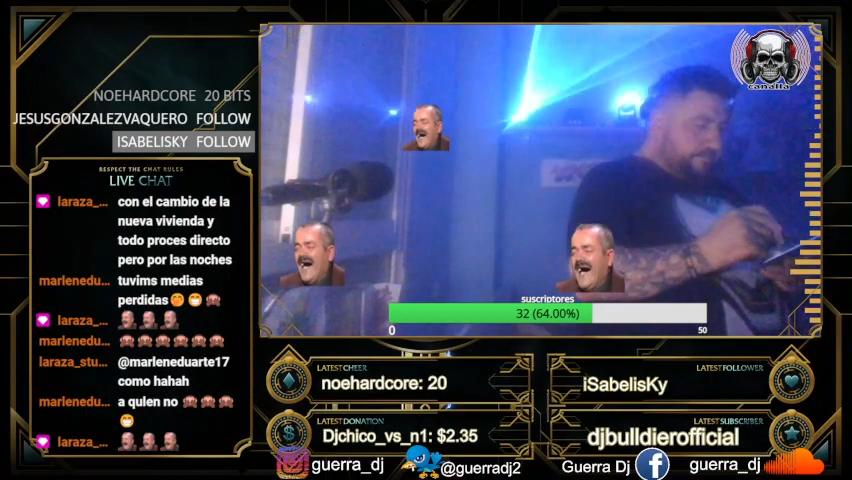 NOEHARDCORE 20 BITS
JESUSGONZALEZVAQUERO FOLLOW
ISABELISKY FOLLOW
RESPECT THE CHAT RULES
LIVE CHAT
laraza_... con el cambio de la
nueva vivienda y
todo proces directo
pero por las noches
marlenedu... tuvims medias
perdidas
laraza_...
marlenedu...
laraza_stu... @marleneduarte17
como hahah
marlenedu... a quIen no
laraza_...
canalla
suscriptores
32 (64.00%)
0 50
LATEST CHEER
noehardcore: 20
LATEST FOLLOWER
iSabelisKy
LATEST DONATION
Djchico_vs_n1: $2.35
LATEST SUBSCRIBER
djbulldierofficial
guerra_dj @guerradj2 Guerra Dj guerra_dj